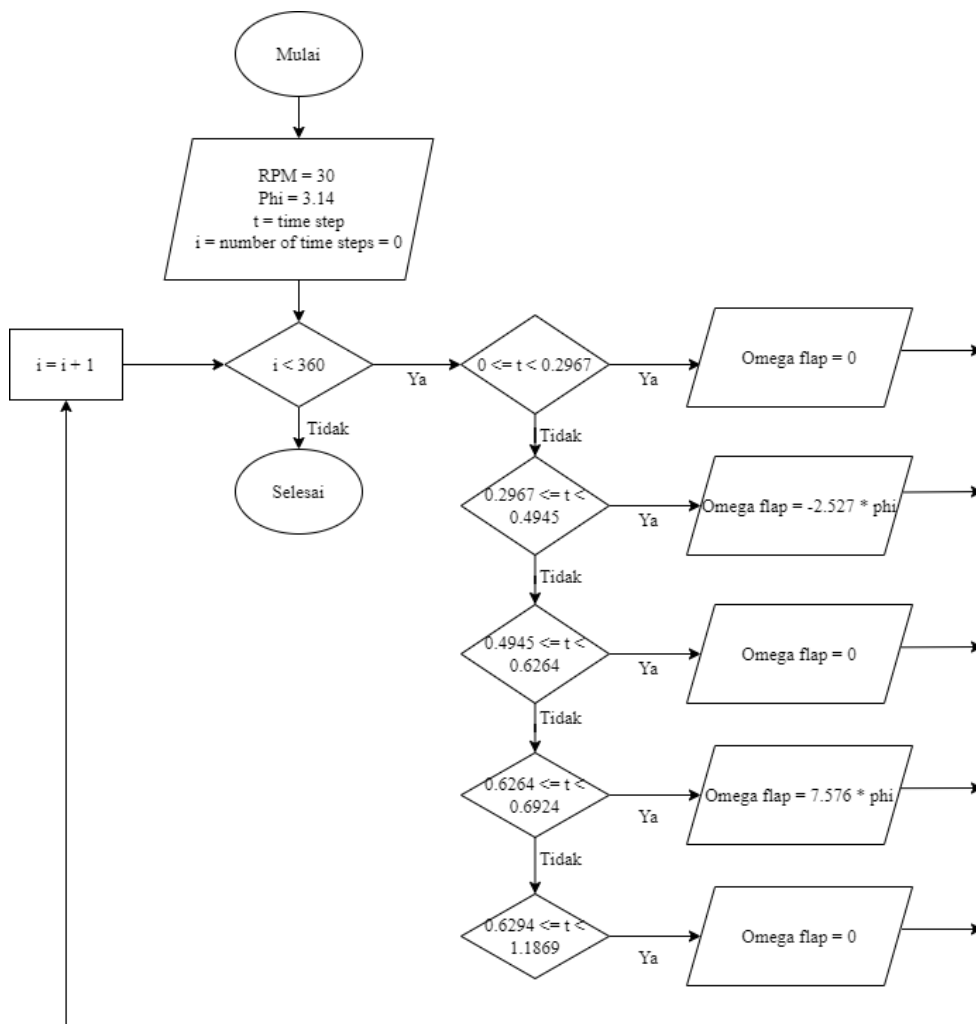 Mulai
RPM = 30
Phi = 3.14
t = time step
i = number of time steps = 0
i = i + 1
i < 360
Ya
0 <= t < 0.2967
Ya
Omega flap = 0
Tidak
Selesai
Tidak
0.2967 <= t <
0.4945
Ya
Omega flap = -2.527 * phi
Tidak
0.4945 <= t <
0.6264
Ya
Omega flap = 0
Tidak
0.6264 <= t <
0.6924
Ya
Omega flap = 7.576 * phi
Tidak
0.6294 <= t <
1.1869
Ya
Omega flap = 0